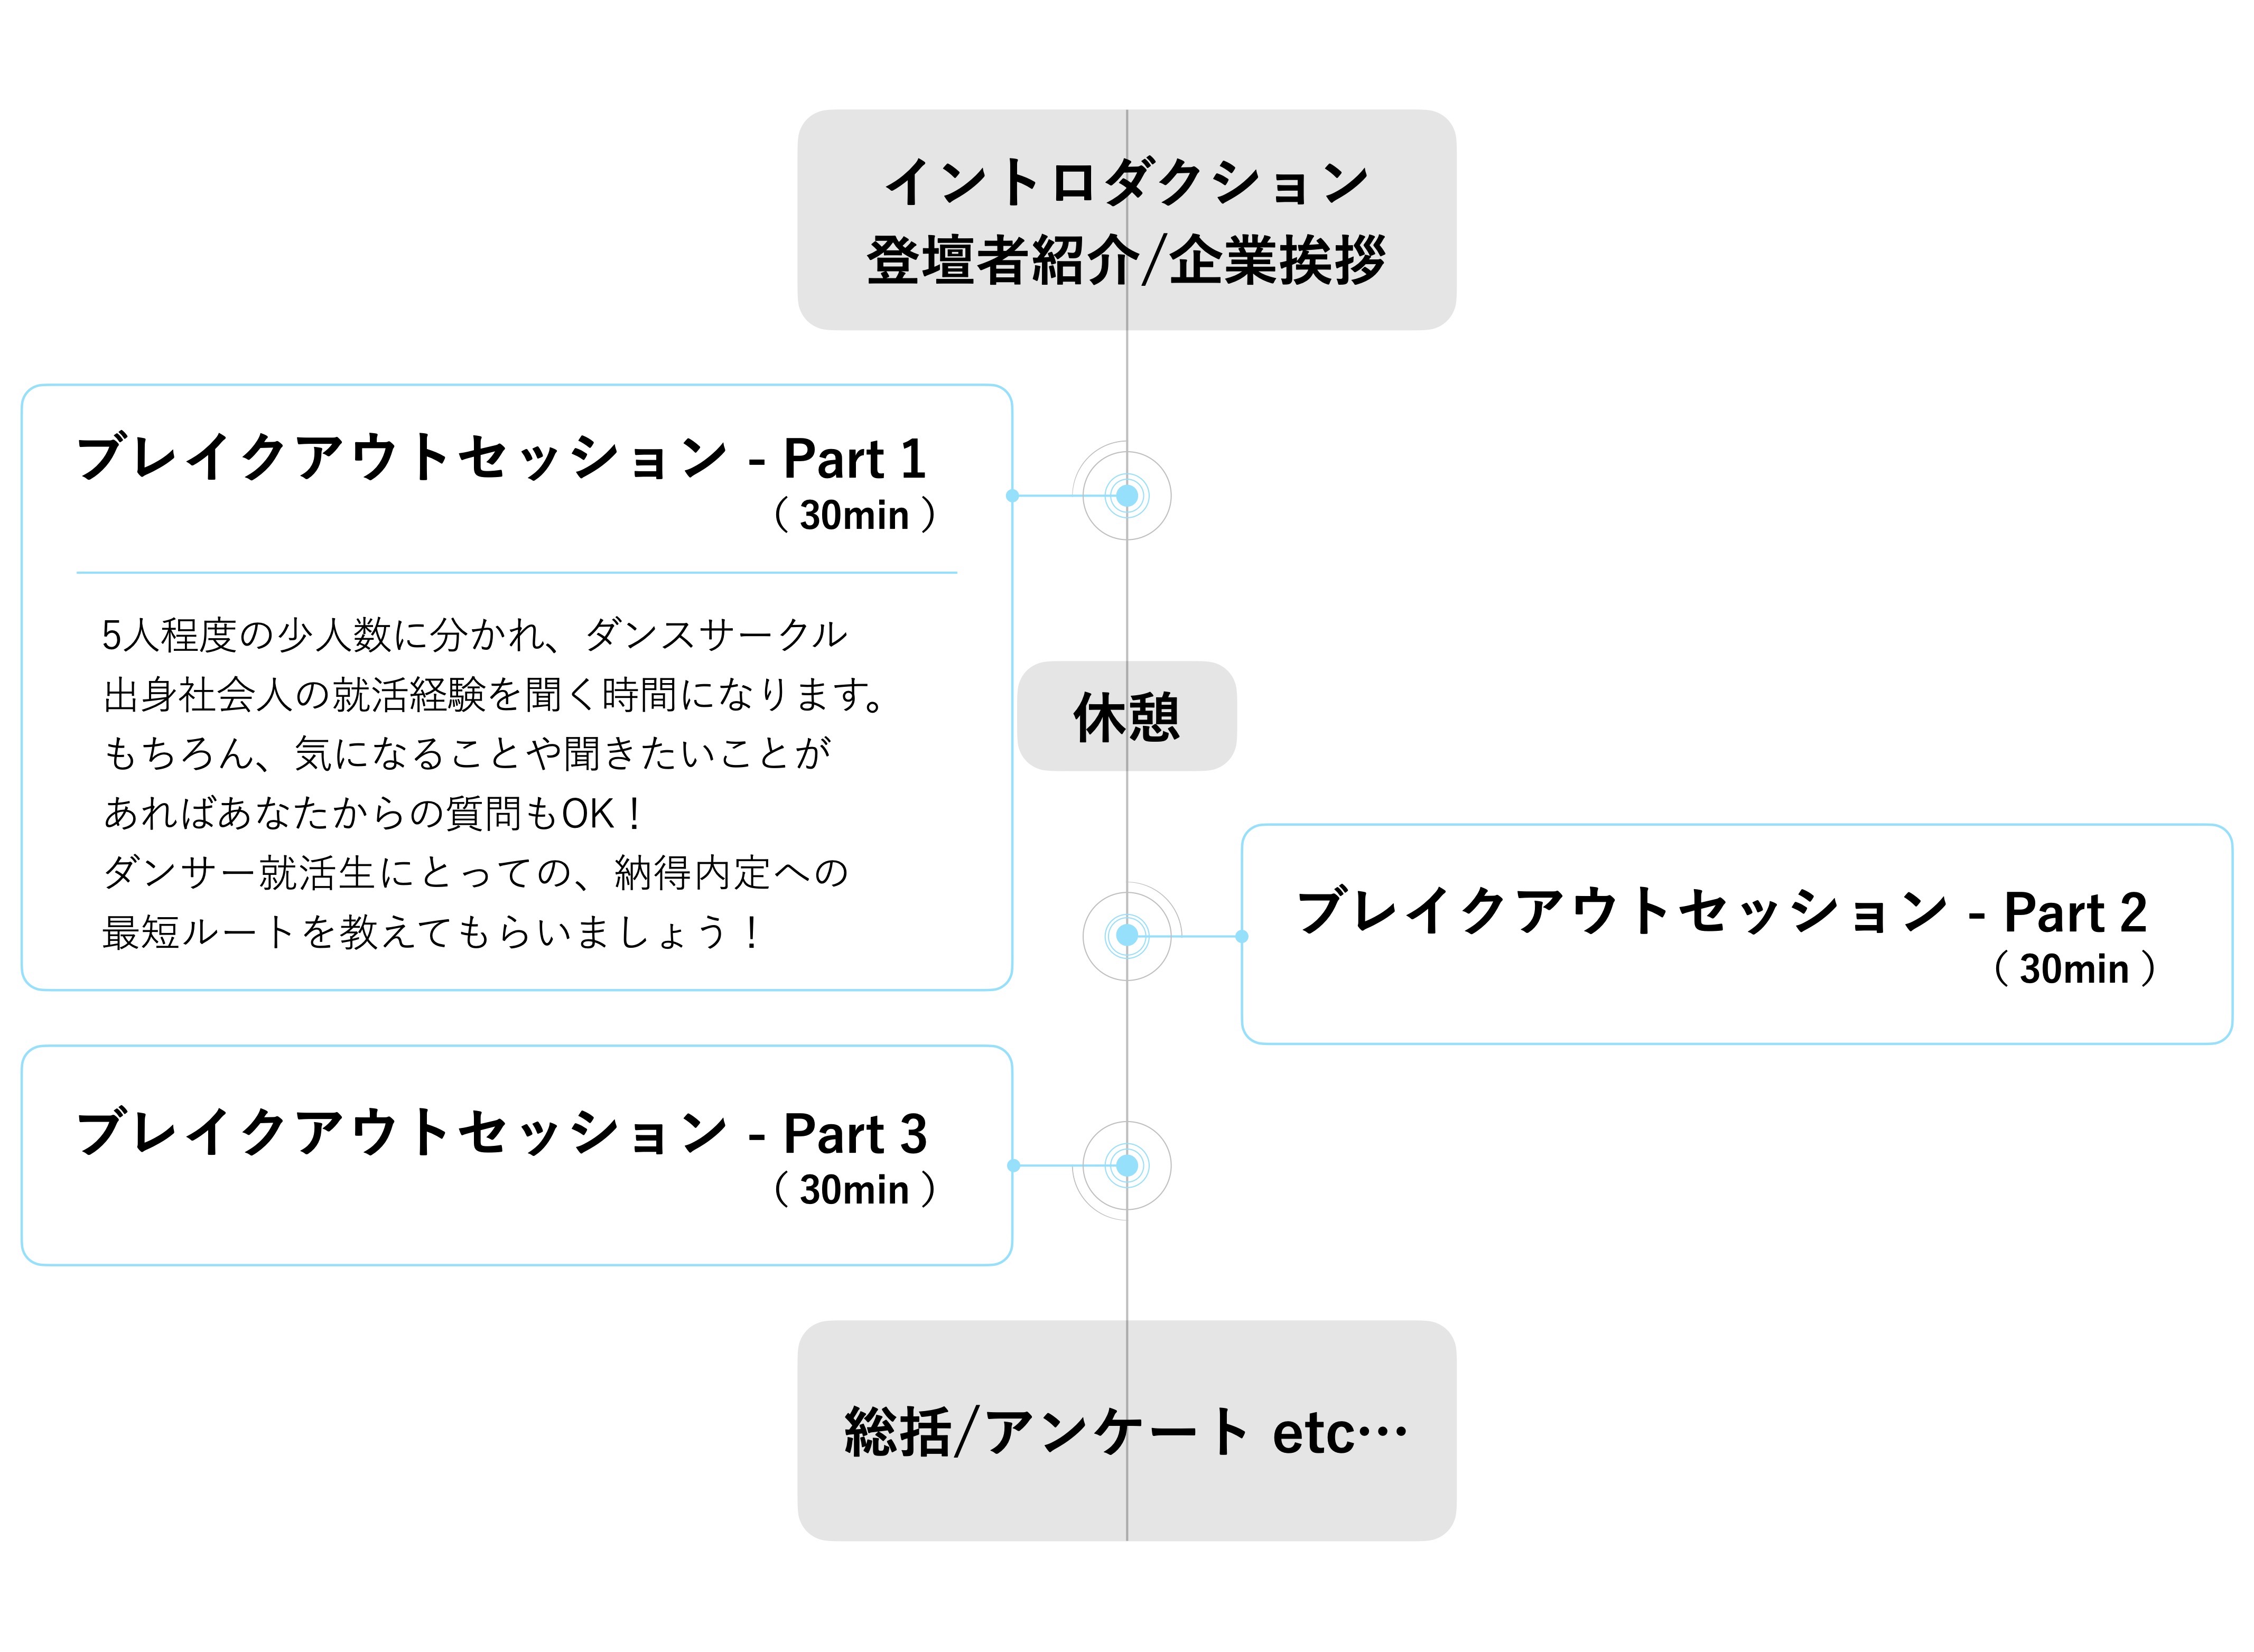 イントロダクション
登壇者紹介/企業挨拶
ブレイクアウトセッション - Part 1
（ 30min ）
5人程度の少人数に分かれ、ダンスサークル
出身社会人の就活経験を聞く時間になります。
もちろん、気になることや聞きたいことが
あればあなたからの質問もOK！
ダンサー就活生にとっての、納得内定への
最短ルートを教えてもらいましょう！
休憩
ブレイクアウトセッション - Part 2
（ 30min ）
ブレイクアウトセッション - Part 3
（ 30min ）
総括/アンケート etc…